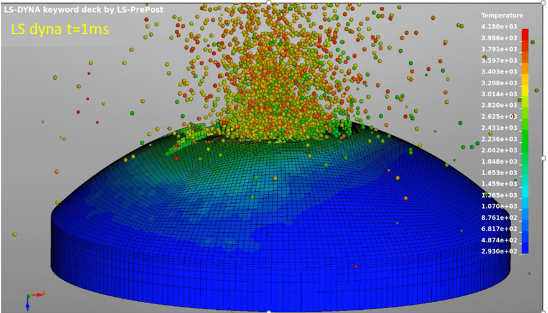 LS-DYNA keyword deck by LS-PrePost
LS dyna t=1ms
Temperature
4.180e+03
3.986e+03
3.791e+03
3.597e+03
3.403e+03
3.208e+03
3.014e+03
2.820e+03
2.625e+03
2.431e+03
2.236e+03
2.042e+03
1.848e+03
1.653e+03
1.459e+03
1.265e+03
1.070e+03
8.761e+02
6.817e+02
4.874e+02
2.930e+02